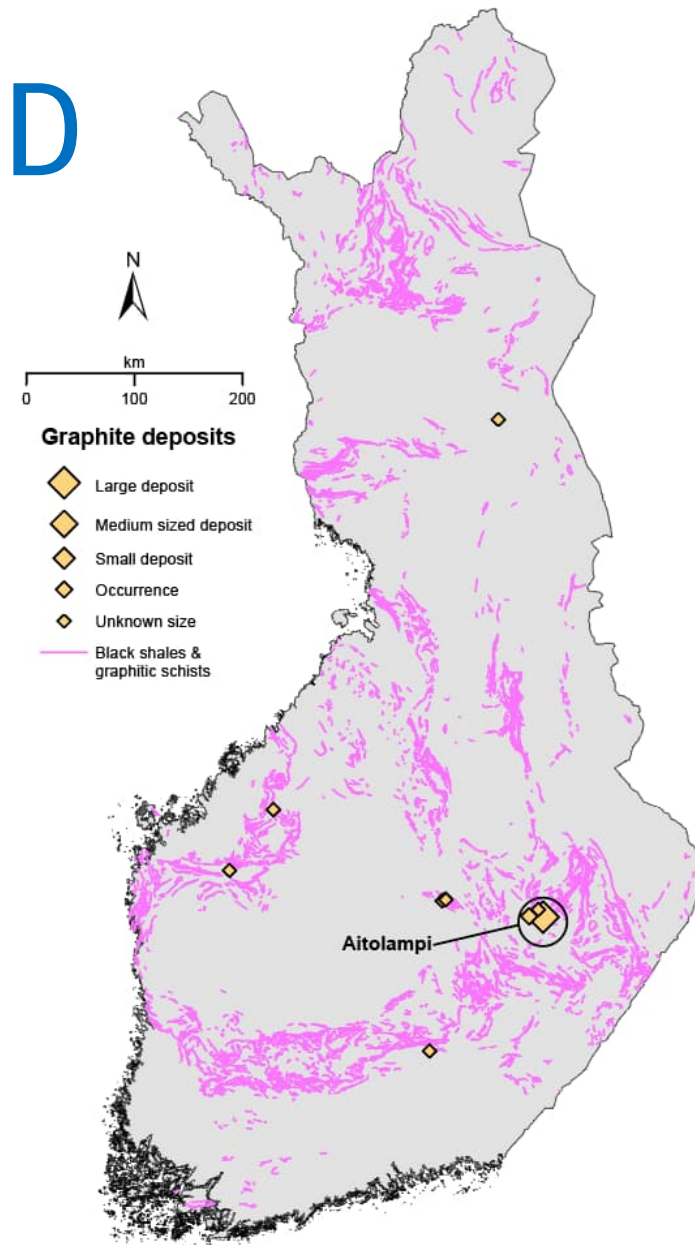 D
N
km
0 100 200
Graphite deposits
Large deposit
Medium sized deposit
Small deposit
Occurrence
Unknown size
Black shales &
graphitic schists
Aitolampi